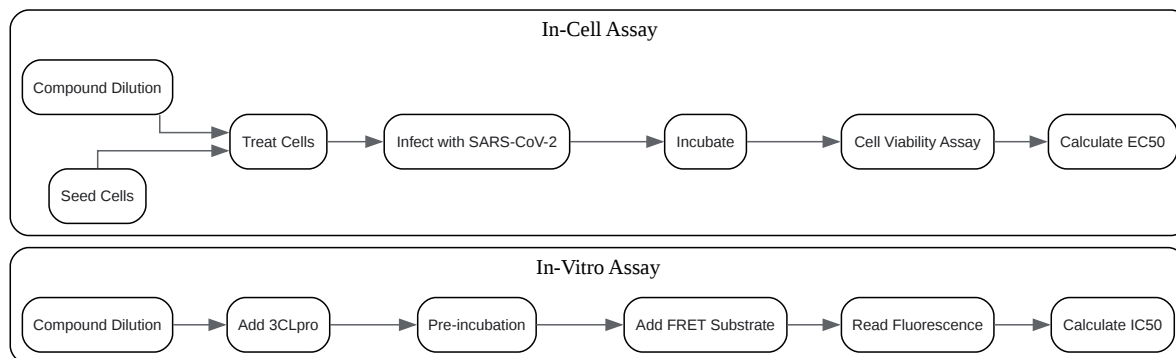 In-Cell Assay
Compound Dilution
Seed Cells
Treat Cells
Infect with SARS-CoV-2
Incubate
Cell Viability Assay
Calculate EC50
In-Vitro Assay
Compound Dilution
Add 3CLpro
Pre-incubation
Add FRET Substrate
Read Fluorescence
Calculate IC50